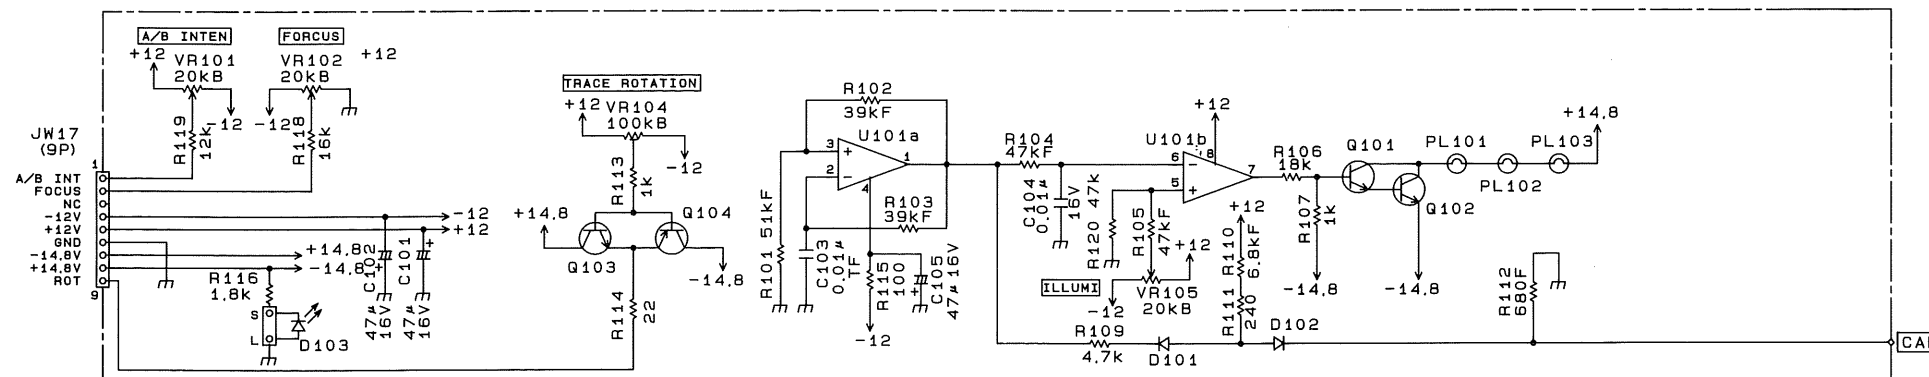 A/B INTEN
+12
VR101
20kB
-12
R119
12k
FORCUS
+12
VR102
20kB
-12
R118
16k
JW17
(9P)
1
A/B INT
FOCUS
NC
-12V
+12V
GND
-14.8V
+14.8V
ROT
9
-12
+12
+14.8
-14.8
R116
1.8k
S
L
D103
C102
47μ
16V
C101
47μ
16V
+
+
TRACE ROTATION
+12
VR104
100kB
-12
R113
1k
+14.8
Q103
Q104
-14.8
R114
22
R102
39kF
U101a
3
+
2
-
1
4
R103
39kF
R101 51kF
C103
0.01μ
TF
R115
100
-12
+
C105
47μ16V
R104
47kF
C104
0.01μ
16V
+12
U101b
8
6
-
5
+
7
R120 47k
R105
47kF
+12
ILLUMI
-12
VR105
20kB
+12
R110
6.8kF
R111
240
R109
4.7k
D101
D102
R106
18k
R107
1k
-14.8
Q101
Q102
-14.8
PL101
PL102
PL103
+14.8
R112
680F
CA